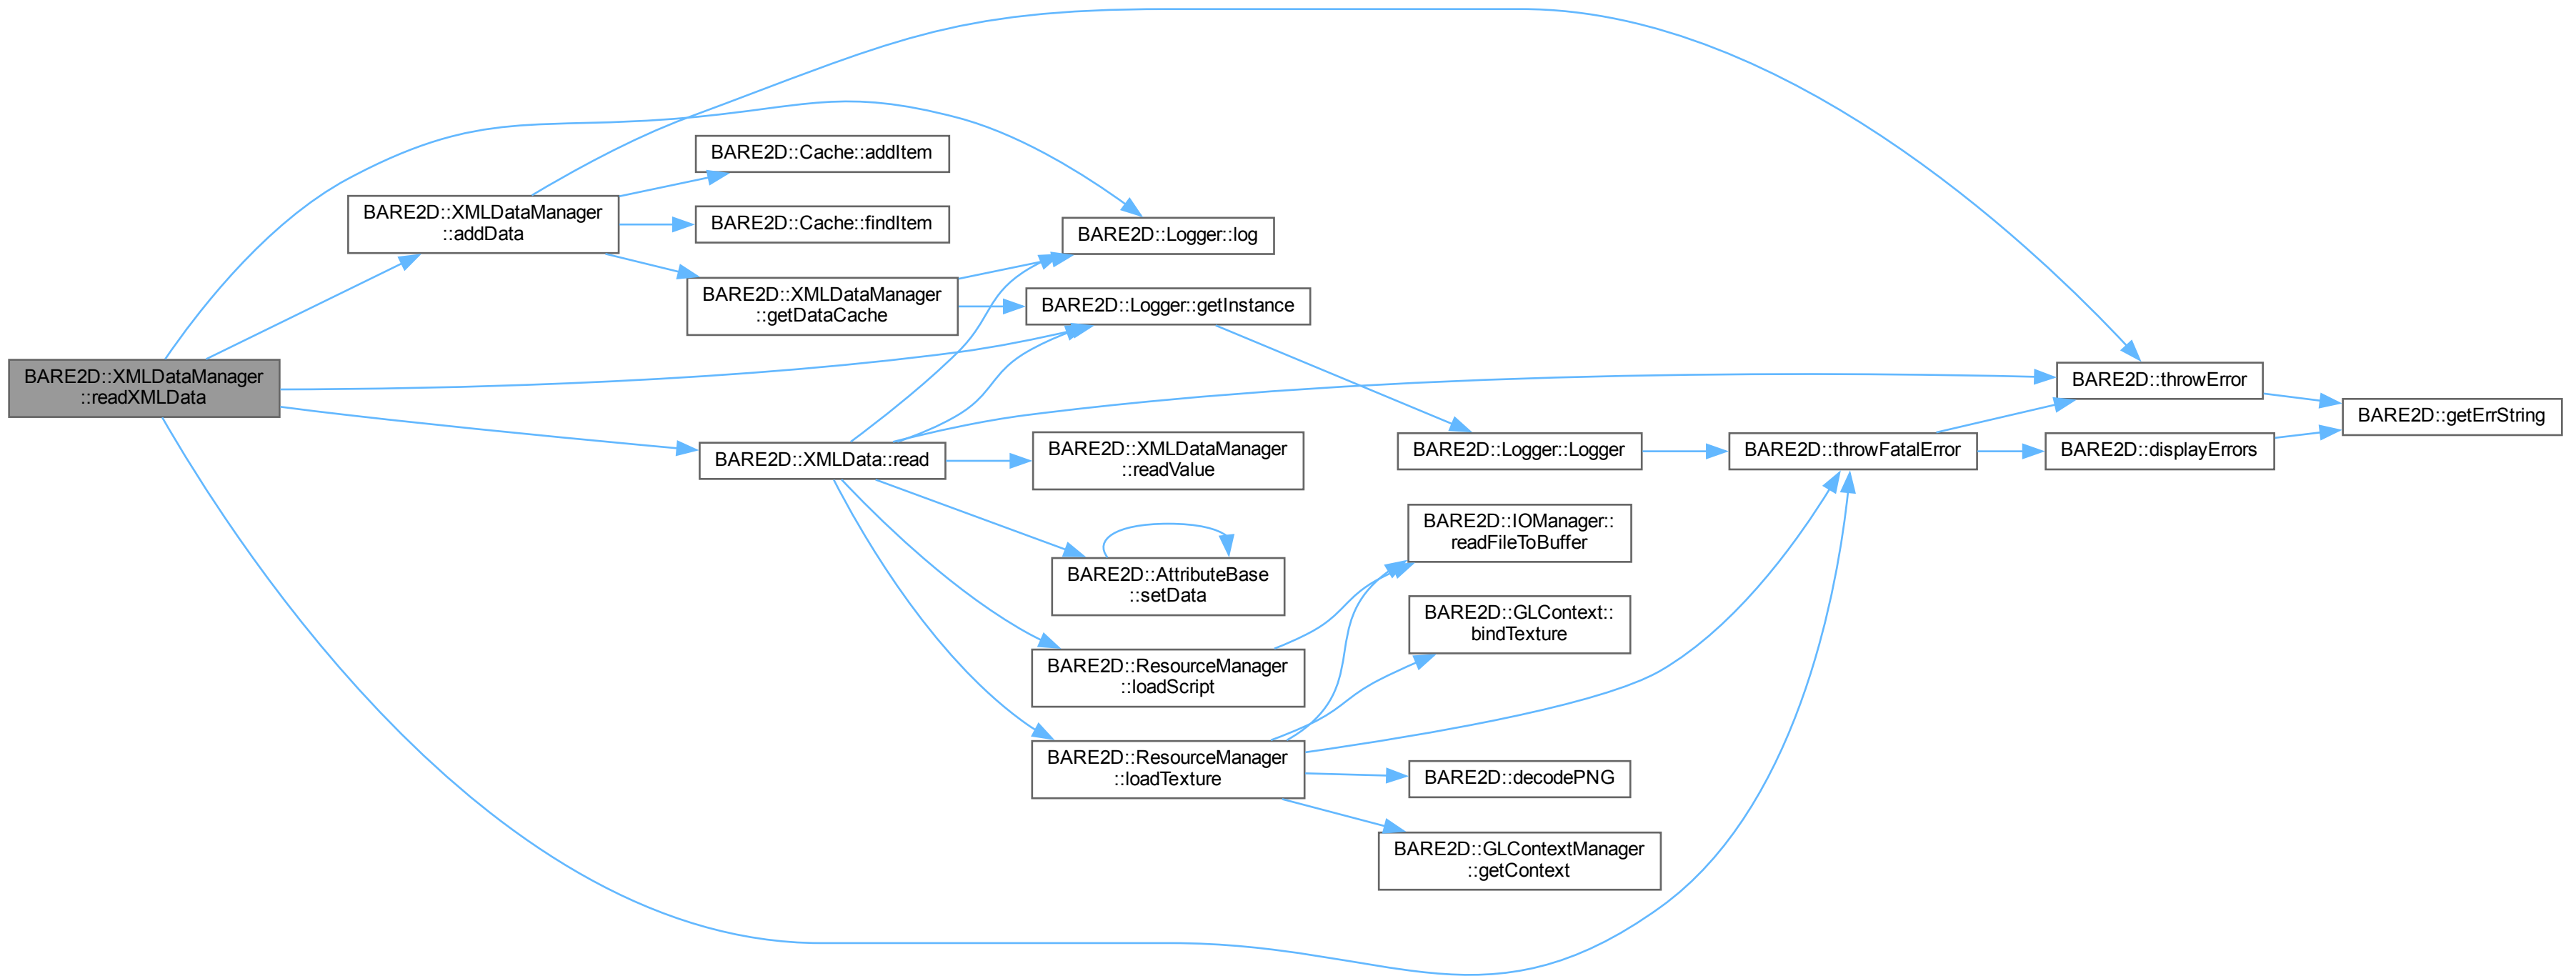 BARE2D::XMLDataManager
::readXMLData
BARE2D::XMLDataManager
::addData
BARE2D::Cache::addItem
BARE2D::Cache::findItem
BARE2D::XMLDataManager
::getDataCache
BARE2D::Logger::log
BARE2D::Logger::getInstance
BARE2D::XMLData::read
BARE2D::XMLDataManager
::readValue
BARE2D::AttributeBase
::setData
BARE2D::ResourceManager
::loadScript
BARE2D::ResourceManager
::loadTexture
BARE2D::Logger::Logger
BARE2D::IOManager::
readFileToBuffer
BARE2D::GLContext::
bindTexture
BARE2D::decodePNG
BARE2D::GLContextManager
::getContext
BARE2D::throwFatalError
BARE2D::throwError
BARE2D::displayErrors
BARE2D::getErrString